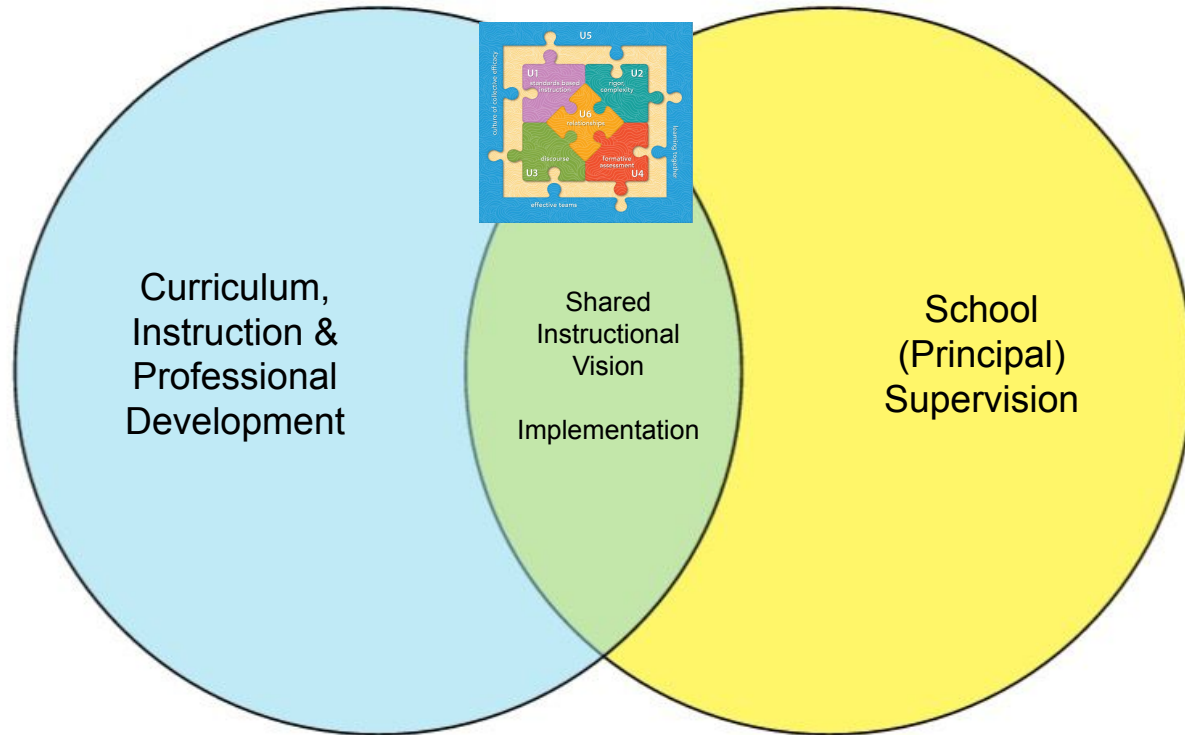 U5
culture of collective efficacy
U1
standards based
instruction
U2
rigor,
complexity
U6
relationships
learning together
discourse
U3
formative
assessment
U4
effective teams
Curriculum,
Instruction &
Professional
Development
Shared
Instructional
Vision
Implementation
School
(Principal)
Supervision